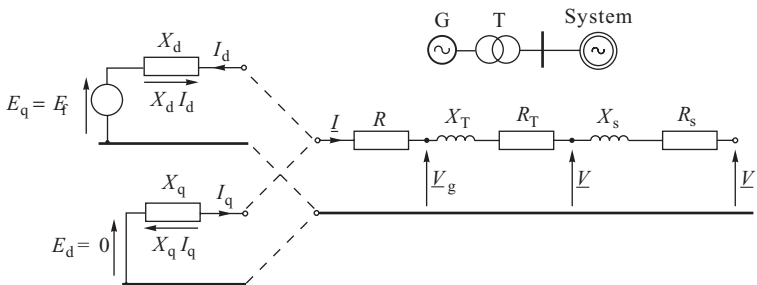 G
T
System
X_d
I_d
X_d I_d
E_q = E_f
I
R
X_T
R_T
X_s
R_s
V_g
V
V
X_q
I_q
X_q I_q
E_d = 0